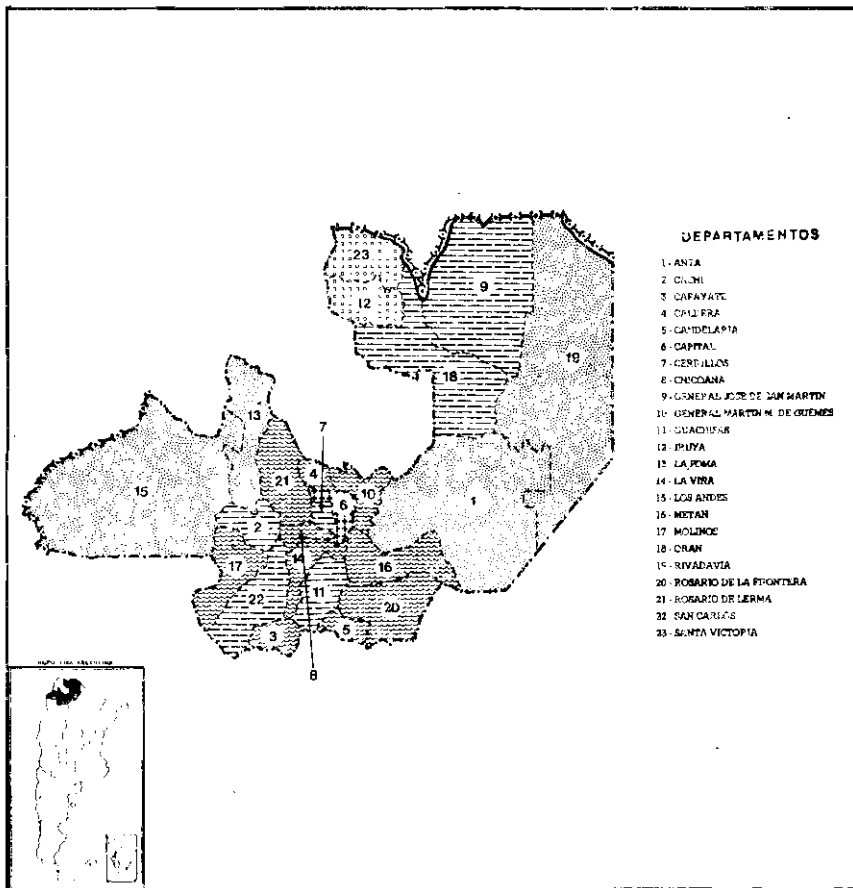 DEPARTAMENTOS
1 - ANTA
2 CACHI
3 CAFAYATE
4 CALDERA
5 - CANDELARIA
6 - CAPITAL
7 - CERRILLOS
8 - CHICOANA
9 - GENERAL JOSE DE SAN MARTIN
10 GENERAL MARTIN M. DE GUEMES
11 - GUACHIPAS
12 - IRUYA
13 LA POMA
14 - LA VIÑA
15 - LOS ANDES
16 - METAN
17 MOLINOS
18 - ORAN
19 - RIVADAVIA
20 - ROSARIO DE LA FRONTERA
21 - ROSARIO DE LERMA
22 SAN CARLOS
23 - SANTA VICTORIA
23
12
9
19
18
13
7
15
21
4
6
10
1
2
17
14
16
22
11
20
3
5
8